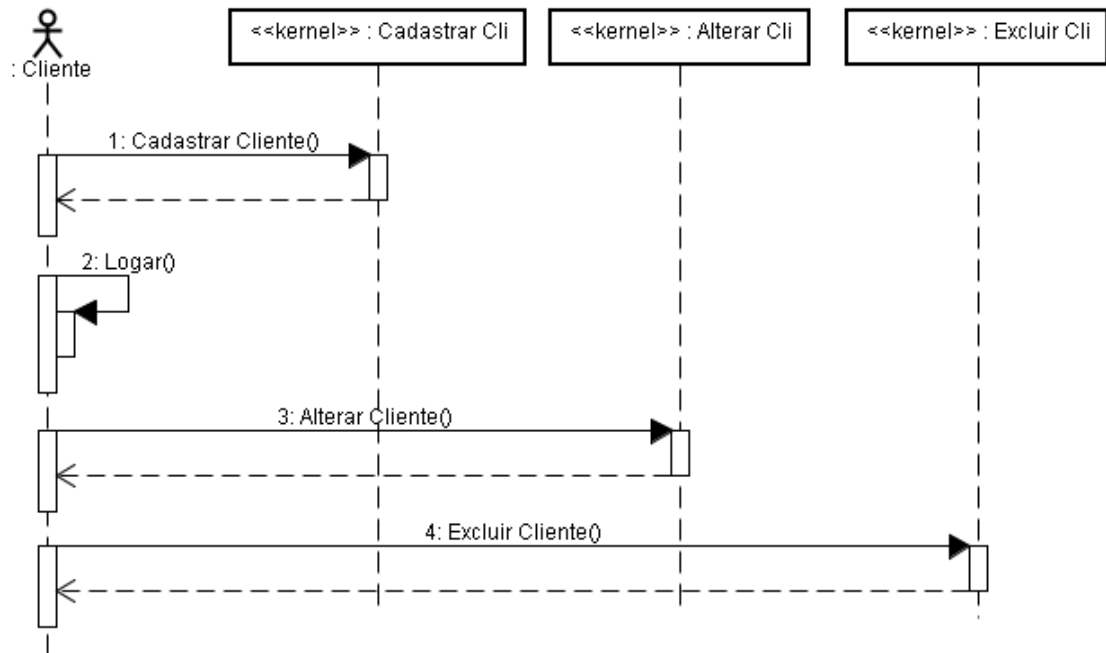 <<kernel>> : Cadastrar Cli
<<kernel>> : Alterar Cli
<<kernel>> : Excluir Cli
: Cliente
1: Cadastrar Cliente()
2: Logar()
3: Alterar Cliente()
4: Excluir Cliente()